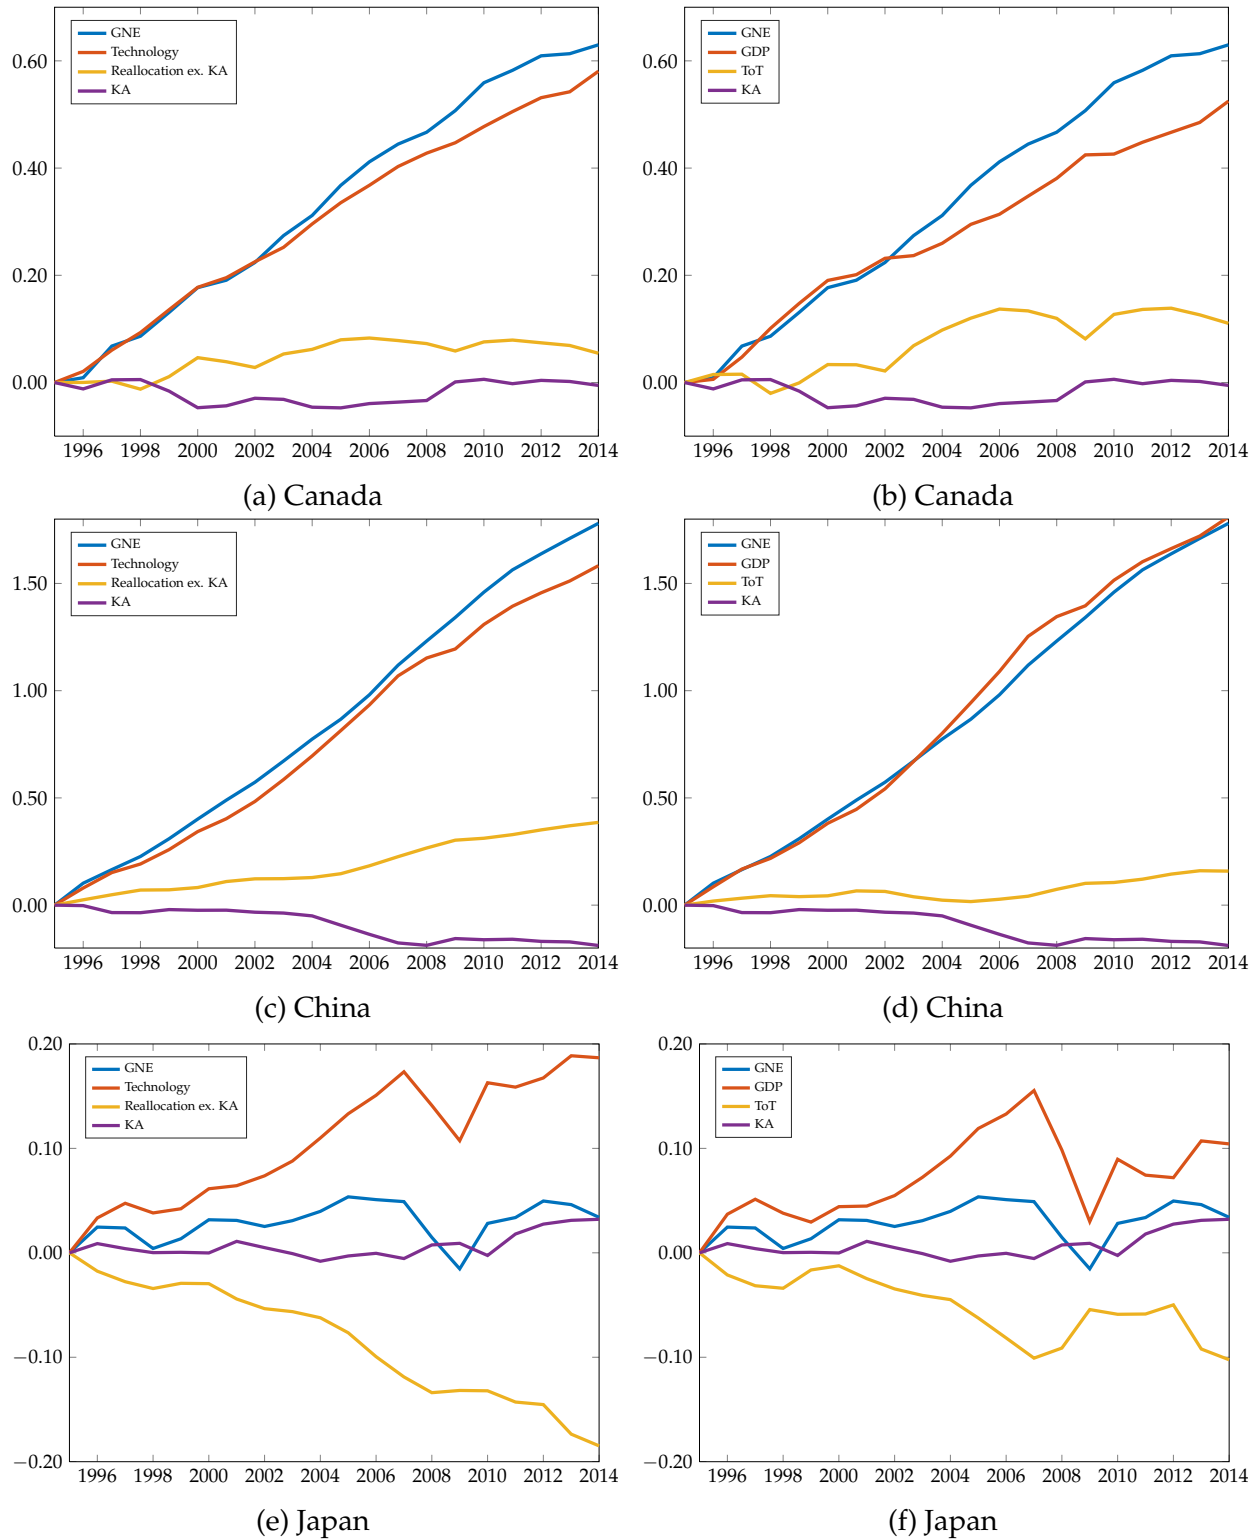 GNE
Technology
Reallocation ex. KA
KA
0.60
0.40
0.20
0.00
1996 1998 2000 2002 2004 2006 2008 2010 2012 2014
(a) Canada
GNE
GDP
ToT
KA
0.60
0.40
0.20
0.00
1996 1998 2000 2002 2004 2006 2008 2010 2012 2014
(b) Canada
GNE
Technology
Reallocation ex. KA
KA
1.50
1.00
0.50
0.00
1996 1998 2000 2002 2004 2006 2008 2010 2012 2014
(c) China
GNE
GDP
ToT
KA
1.50
1.00
0.50
0.00
1996 1998 2000 2002 2004 2006 2008 2010 2012 2014
(d) China
0.20
GNE
Technology
Reallocation ex. KA
KA
0.10
0.00
−0.10
−0.20
1996 1998 2000 2002 2004 2006 2008 2010 2012 2014
(e) Japan
0.20
GNE
GDP
ToT
KA
0.10
0.00
−0.10
−0.20
1996 1998 2000 2002 2004 2006 2008 2010 2012 2014
(f) Japan